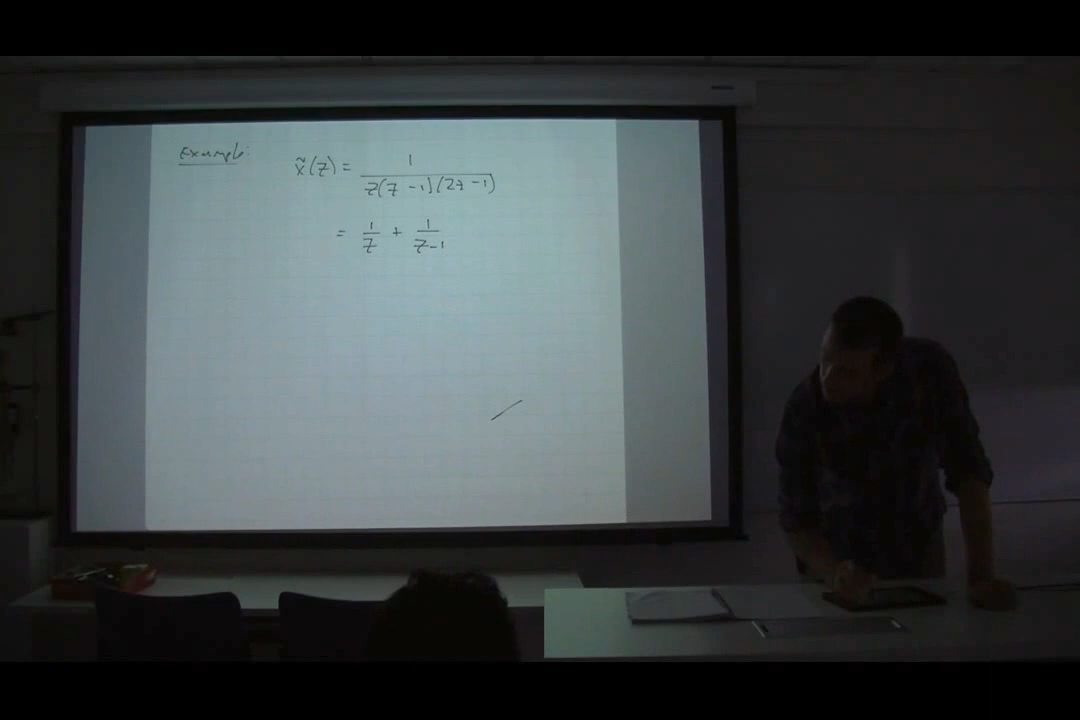 Example:
x̃(z) = 1 / z(z-1)(2z-1)
= 1/z + 1/z-1